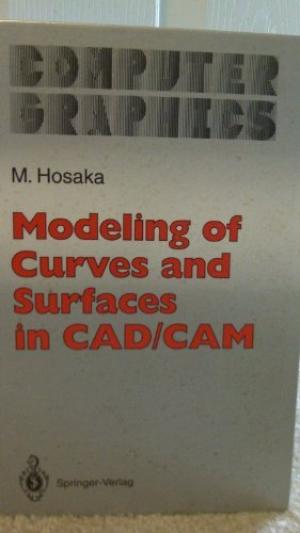 COMPUTER
GRAPHICS
M. Hosaka
Modeling of
Curves and
Surfaces
in CAD/CAM
Springer-Verlag